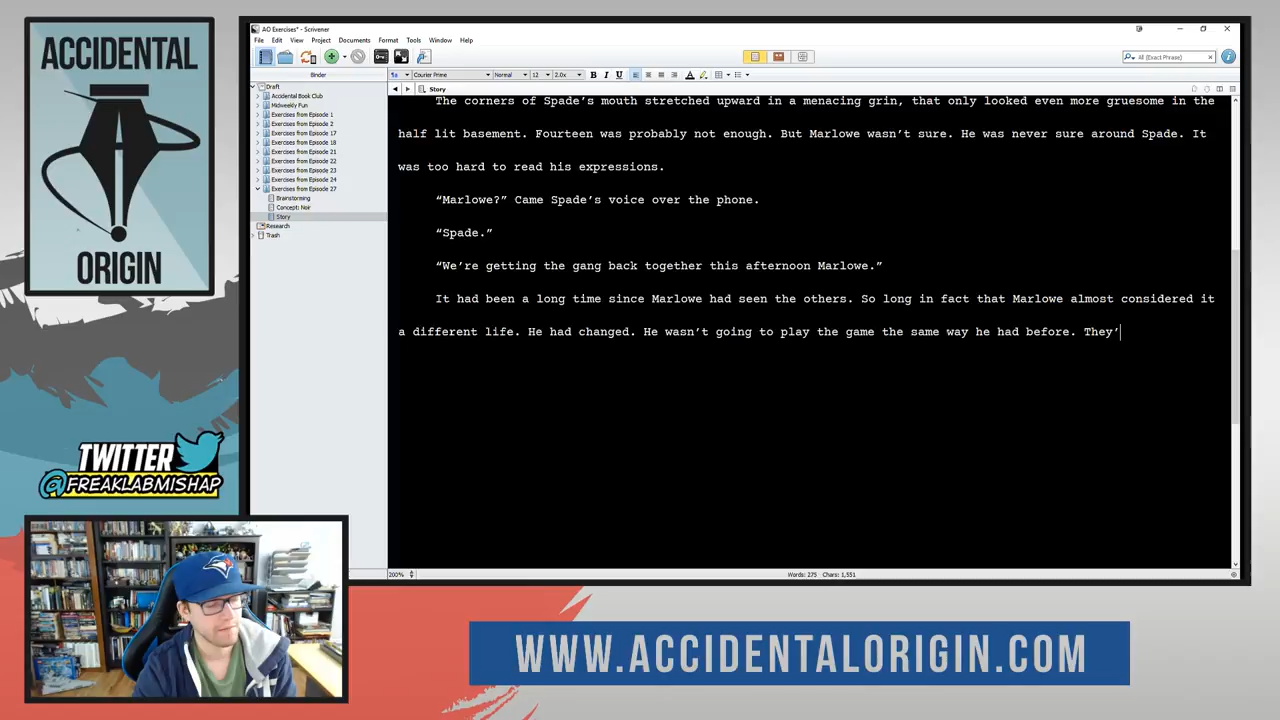 ACCIDENTAL
ORIGIN
AO Exercises* - Scrivener
File Edit View Project Documents Format Tools Window Help
All (Exact Phrase)
Binder
Courier Prime Normal 12 2.0x B I U A
Draft
Accidental Book Club
Midweekly Fun
Exercises from Episode 1
Exercises from Episode 2
Exercises from Episode 17
Exercises from Episode 18
Exercises from Episode 21
Exercises from Episode 22
Exercises from Episode 23
Exercises from Episode 24
Exercises from Episode 27
Brainstorming
Concept: Noir
Story
Research
Trash
Story
The corners of Spade’s mouth stretched upward in a menacing grin, that only looked even more gruesome in the
half lit basement. Fourteen was probably not enough. But Marlowe wasn’t sure. He was never sure around Spade. It
was too hard to read his expressions.
“Marlowe?” Came Spade’s voice over the phone.
“Spade.”
“We’re getting the gang back together this afternoon Marlowe.”
It had been a long time since Marlowe had seen the others. So long in fact that Marlowe almost considered it
a different life. He had changed. He wasn’t going to play the game the same way he had before. They’
200%
Words: 275 Chars: 1,551
TWITTER
@FREAKLABMISHAP
WWW.ACCIDENTALORIGIN.COM